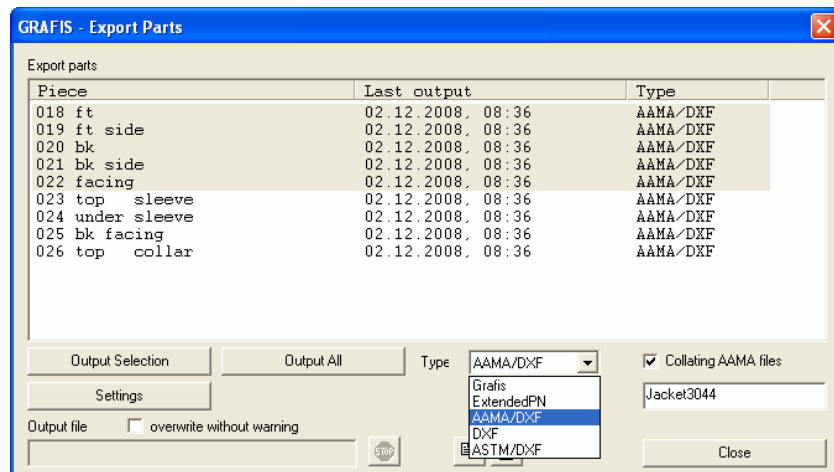 GRAFIS - Export Parts
Export parts
Piece Last output Type
018 ft 02.12.2008, 08:36 AAMA/DXF
019 ft side 02.12.2008, 08:36 AAMA/DXF
020 bk 02.12.2008, 08:36 AAMA/DXF
021 bk side 02.12.2008, 08:36 AAMA/DXF
022 facing 02.12.2008, 08:36 AAMA/DXF
023 top sleeve 02.12.2008, 08:36 AAMA/DXF
024 under sleeve 02.12.2008, 08:36 AAMA/DXF
025 bk facing 02.12.2008, 08:36 AAMA/DXF
026 top collar 02.12.2008, 08:36 AAMA/DXF
Output Selection Output All Type AAMA/DXF Collating AAMA files
Grafis
ExtendedPN
AAMA/DXF
DXF
ASTM/DXF
Settings Jacket3044
Output file overwrite without warning
STOP Close